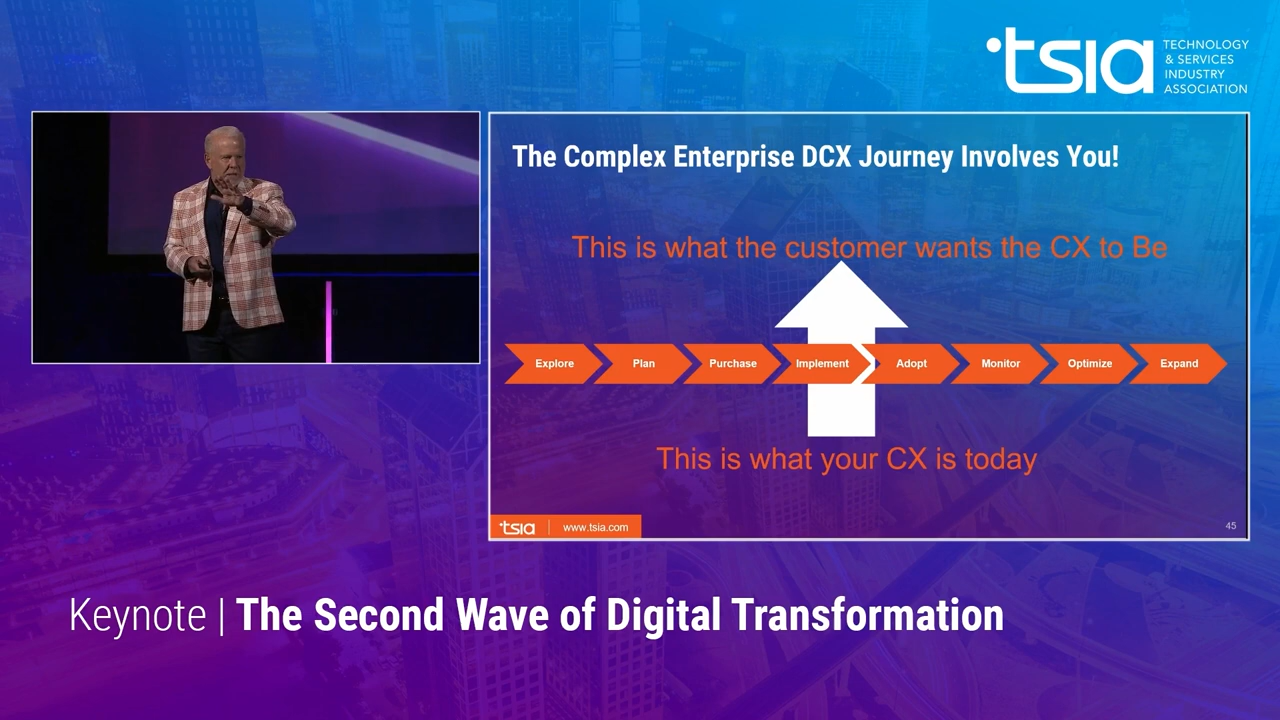 tsia
TECHNOLOGY
& SERVICES
INDUSTRY
ASSOCIATION
The Complex Enterprise DCX Journey Involves You!
This is what the customer wants the CX to Be
Explore Plan Purchase Implement Adopt Monitor Optimize Expand
This is what your CX is today
tsia www.tsia.com
45
Keynote | The Second Wave of Digital Transformation